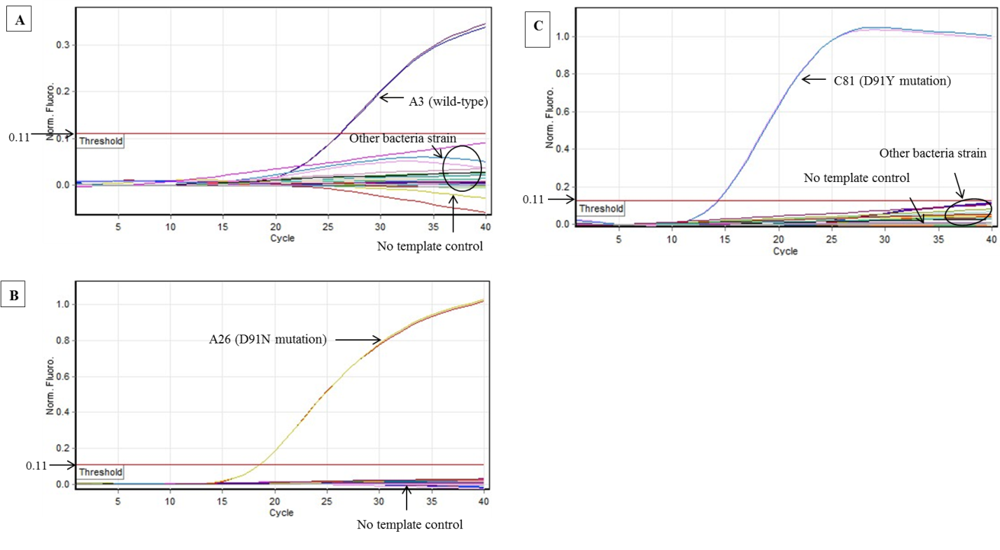 A
0.3
0.2
0.1
0.0
Norm. Fluoro.
0.11
Threshold
A3 (wild-type)
Other bacteria strain
5 10 15 20 25 30 35 40
Cycle
No template control
C
1.0
0.8
0.6
0.4
0.2
0.0
Norm. Fluoro.
0.11
Threshold
C81 (D91Y mutation)
Other bacteria strain
No template control
5 10 15 20 25 30 35 40
Cycle
B
1.0
0.8
0.6
0.4
0.2
0.0
Norm. Fluoro.
0.11
Threshold
A26 (D91N mutation)
5 10 15 20 25 30 35 40
Cycle
No template control